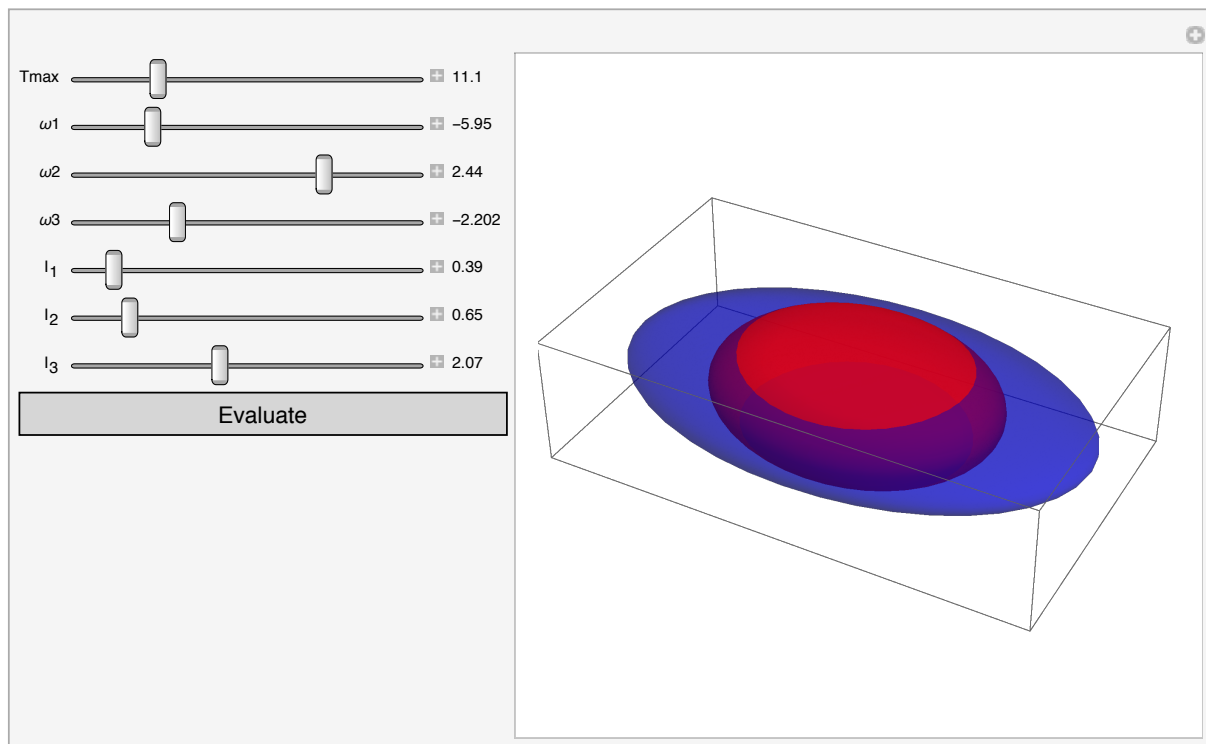 Tmax 11.1
ω1 −5.95
ω2 2.44
ω3 −2.202
I1 0.39
I2 0.65
I3 2.07
Evaluate